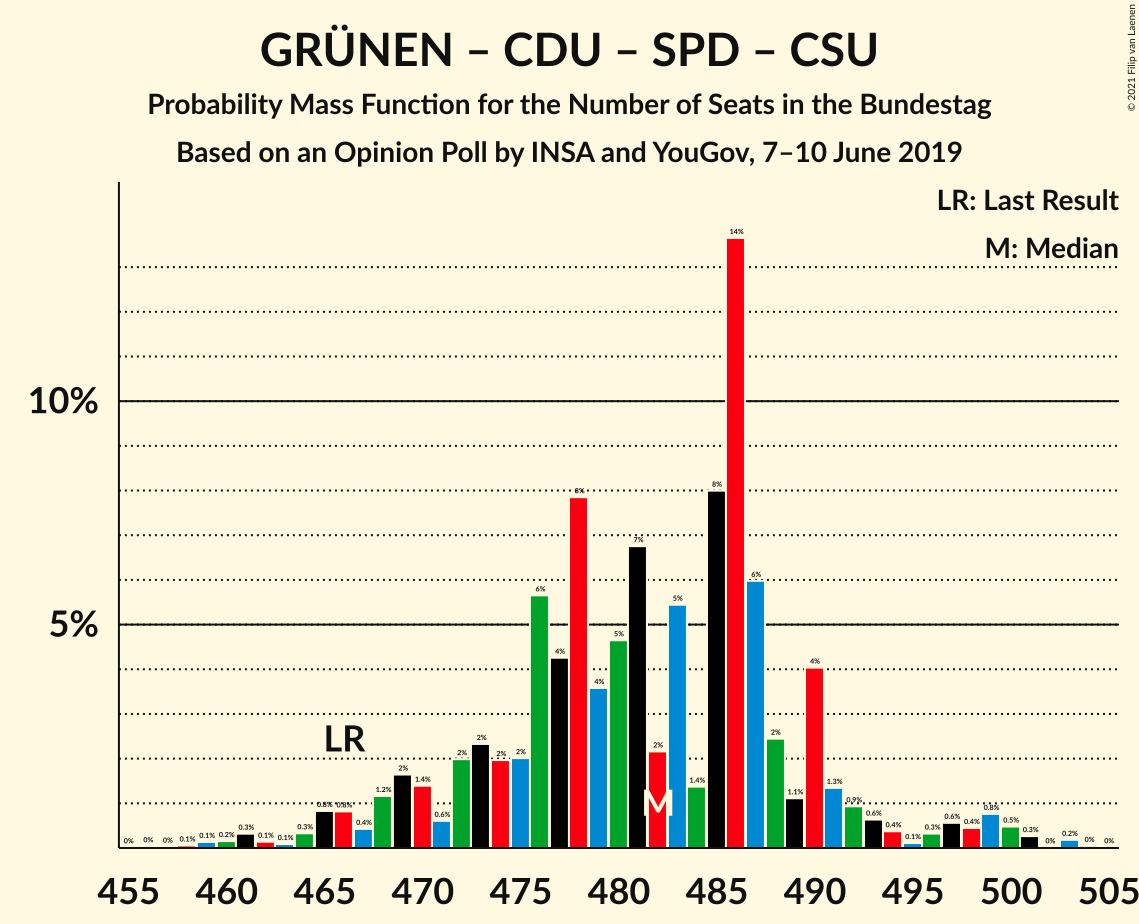 GRÜNEN – CDU – SPD – CSU
Probability Mass Function for the Number of Seats in the Bundestag
Based on an Opinion Poll by INSA and YouGov, 7–10 June 2019
© 2021 Filip van Laenen
LR: Last Result
M: Median
10%
5%
LR
M
0% 0% 0% 0.1% 0.1% 0.2% 0.3% 0.1% 0.1% 0.3% 0.8% 0.8% 0.4% 1.2% 2% 1.4% 0.6% 2% 2% 2% 2% 6% 4% 8% 4% 5% 7% 2% 5% 1.4% 8% 14% 6% 2% 1.1% 4% 1.3% 0.9% 0.6% 0.4% 0.1% 0.3% 0.6% 0.4% 0.8% 0.5% 0.3% 0% 0.2% 0% 0%
455 460 465 470 475 480 485 490 495 500 505